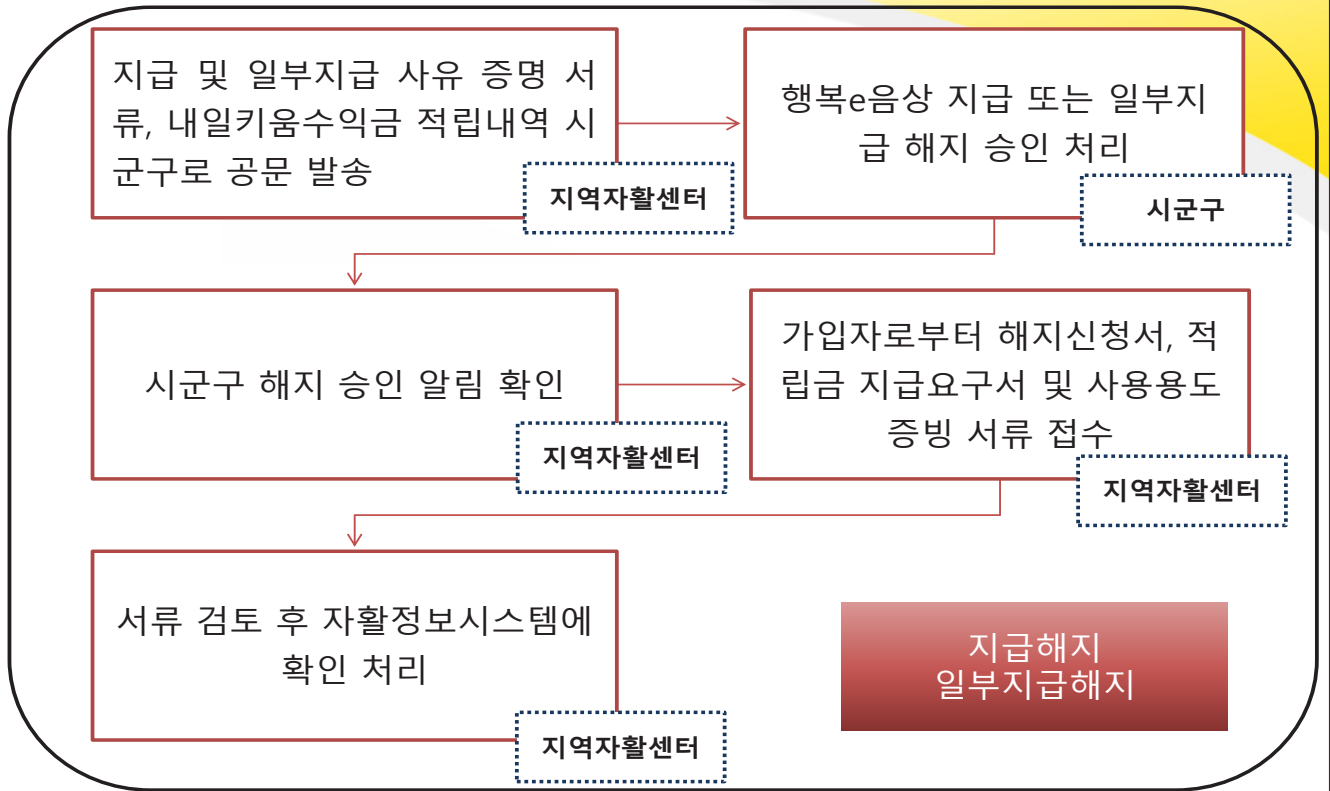 지급 및 일부지급 사유 증명 서
류, 내일키움수익금 적립내역 시
군구로 공문 발송
지역자활센터
행복e음상 지급 또는 일부지
급 해지 승인 처리
시군구
시군구 해지 승인 알림 확인
지역자활센터
가입자로부터 해지신청서, 적
립금 지급요구서 및 사용용도
증빙 서류 접수
지역자활센터
서류 검토 후 자활정보시스템에
확인 처리
지역자활센터
지급해지
일부지급해지